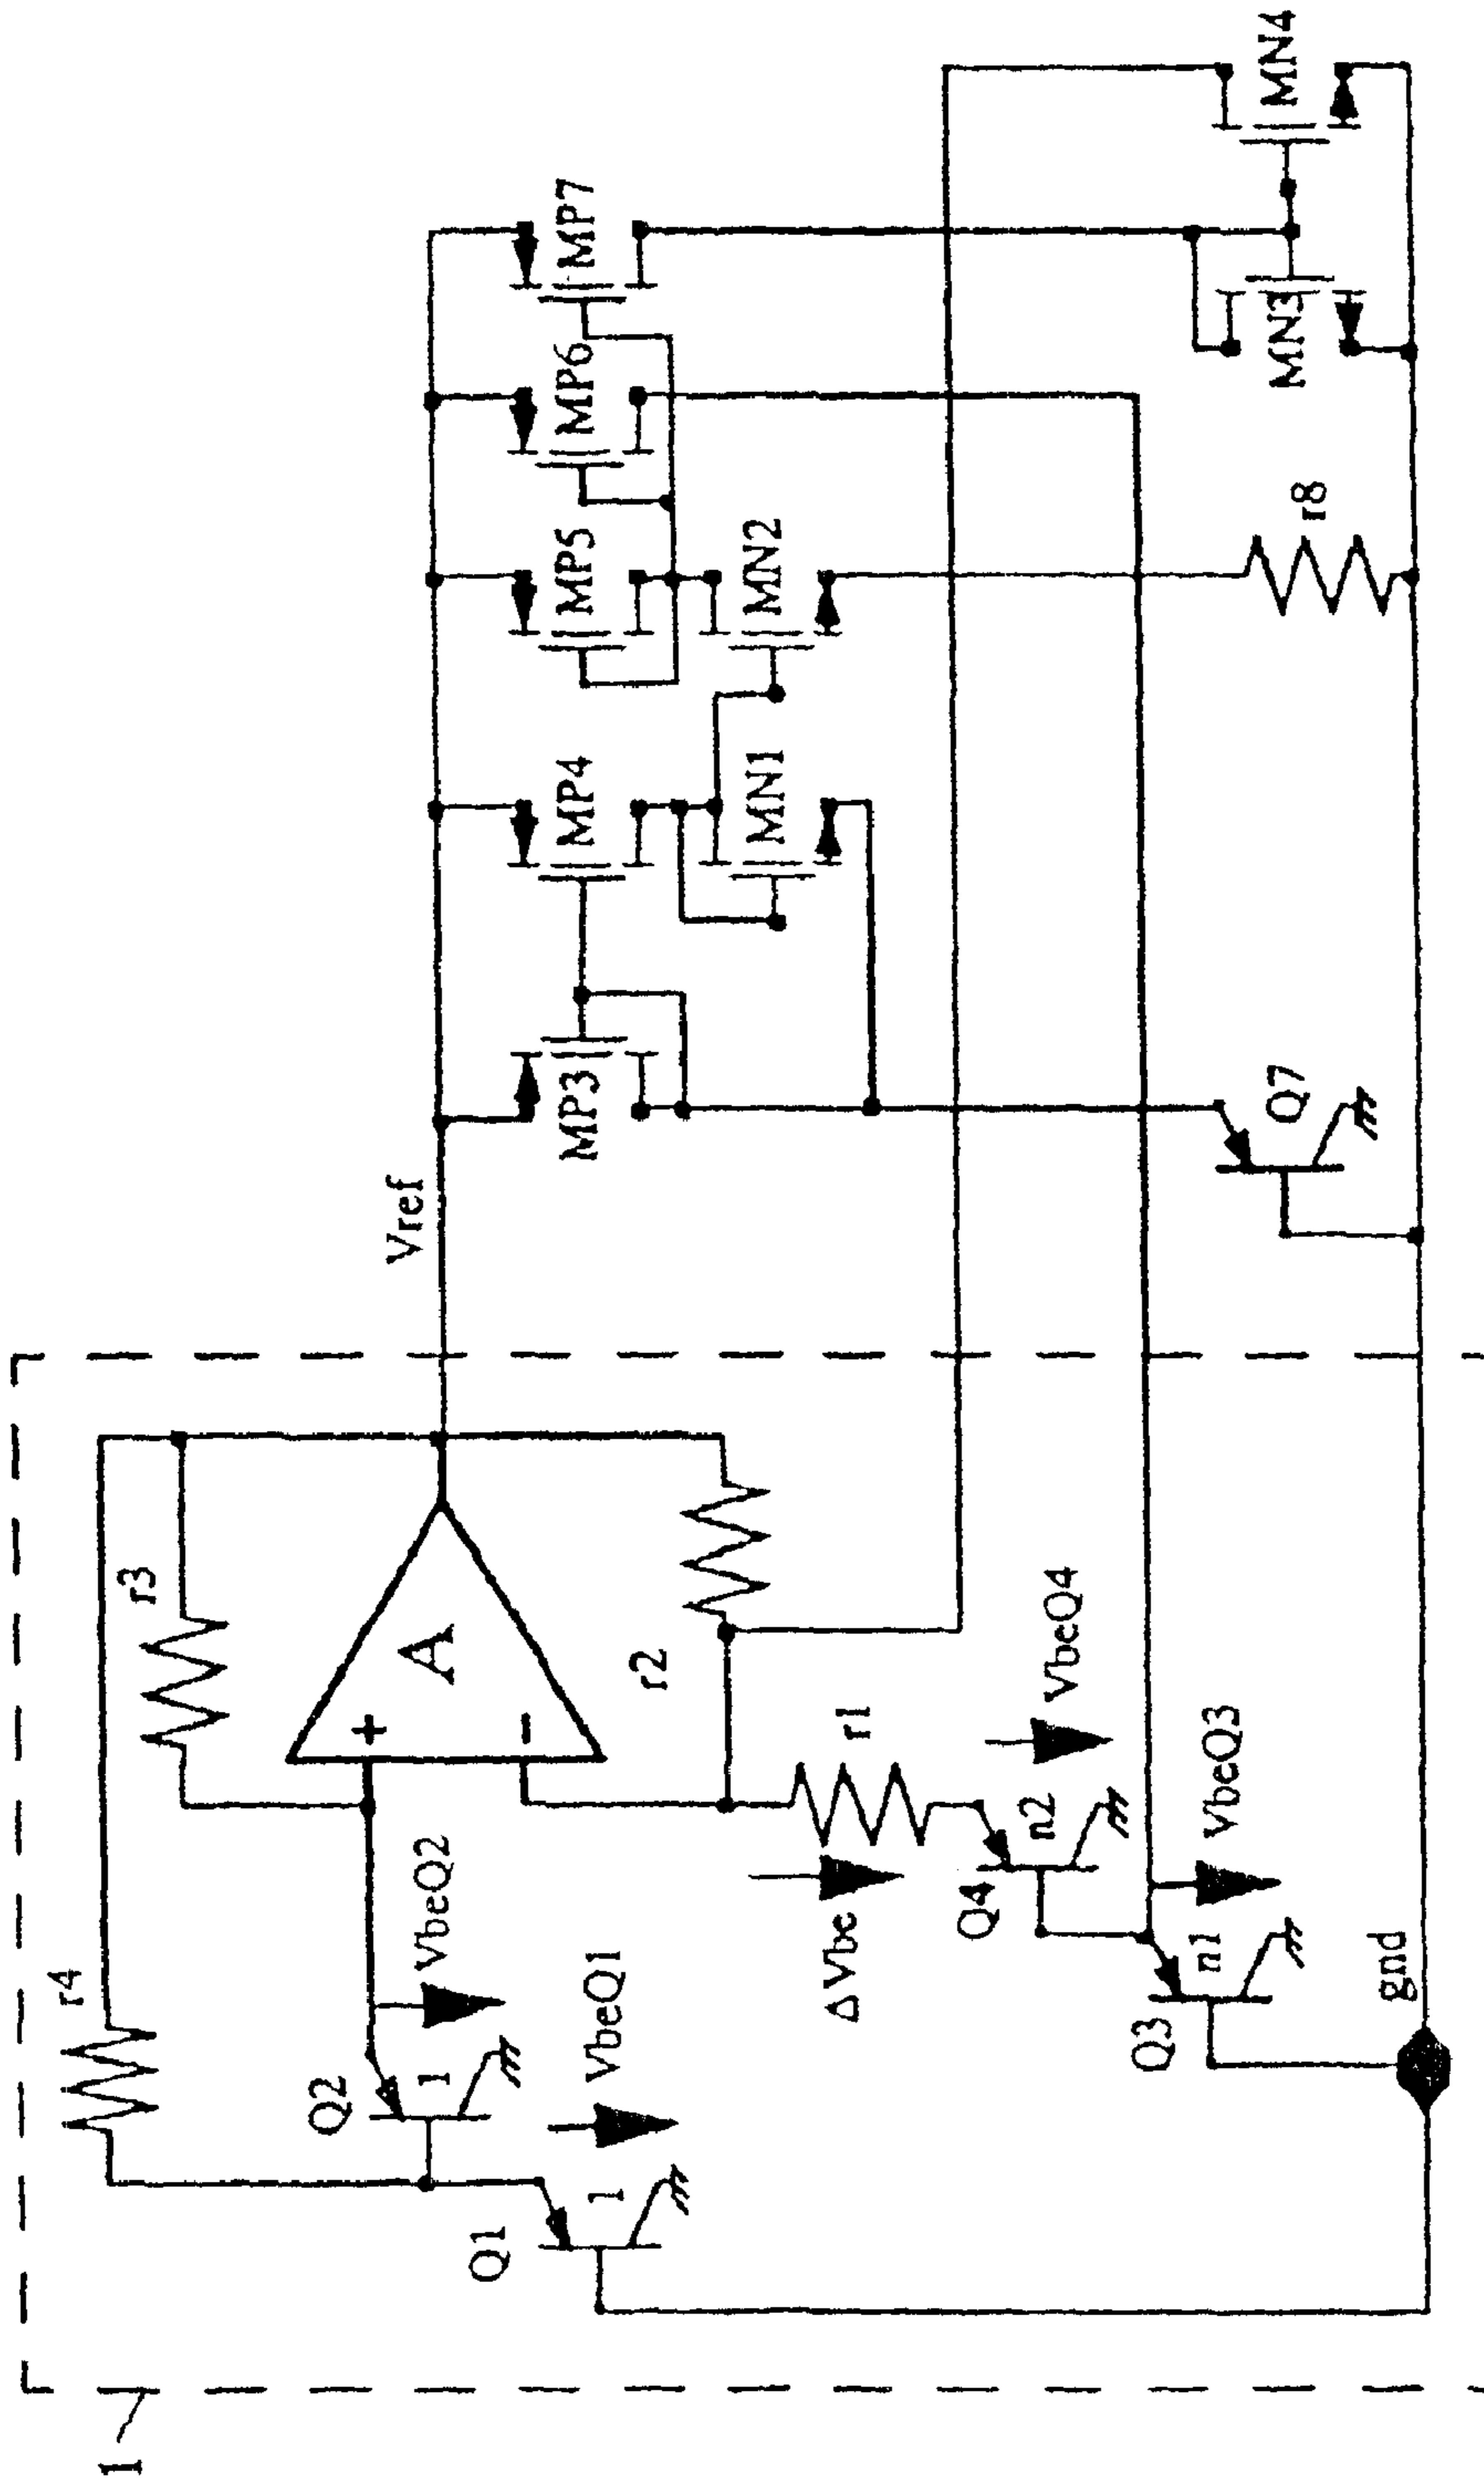 1
r4
r3
Q2
1
VbeQ2
Q1
1
VbeQ1
A
+
-
r2
r1
ΔVbe
Q4
n2
VbeQ4
Q3
n1
VbeQ3
gnd
Vref
MP3
MP4
MP5
MP6
MP7
MN1
MN2
Q7
r8
MN3
MN4